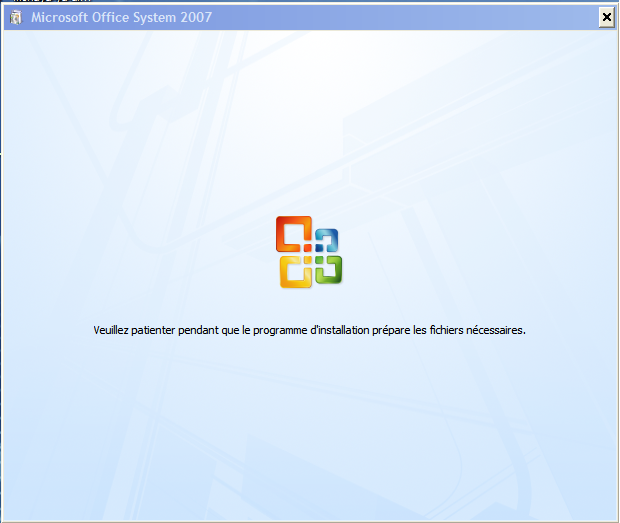 Microsoft Office System 2007
Veuillez patienter pendant que le programme d'installation prépare les fichiers nécessaires.